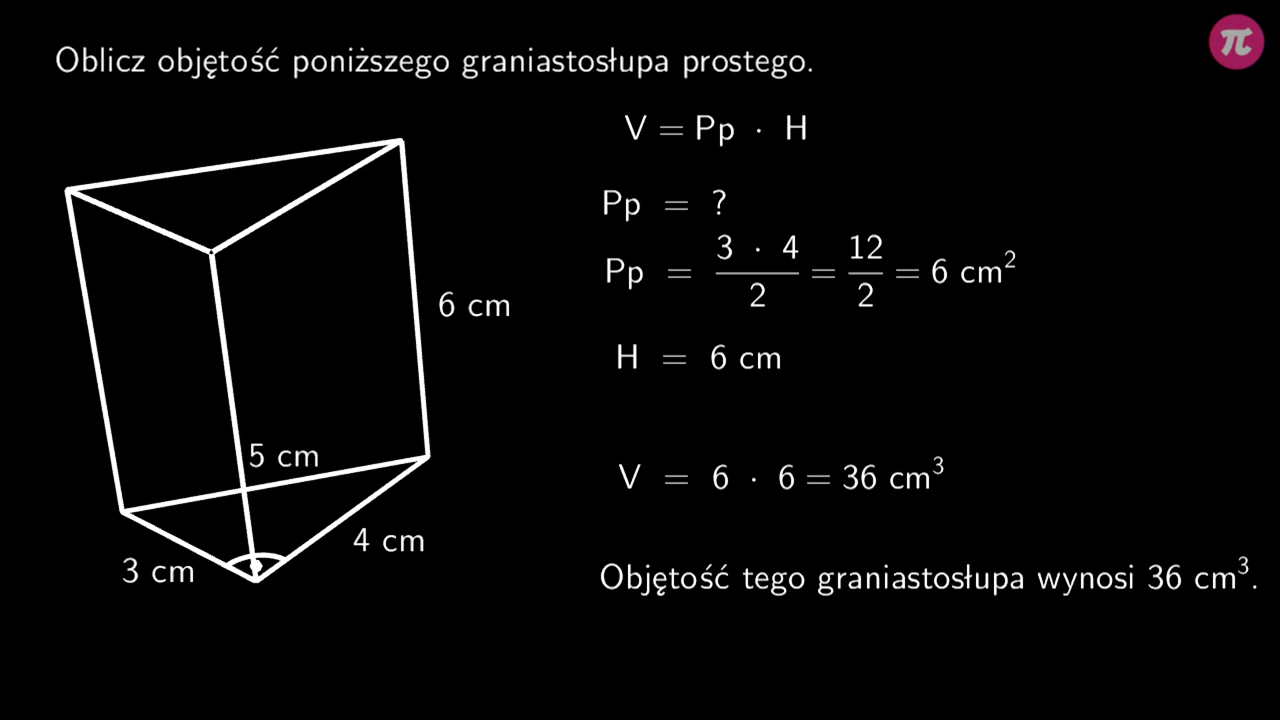 Oblicz objętość poniższego graniastosłupa prostego.
π
V = Pp · H
Pp = ?
Pp = 3 · 4 / 2 = 12 / 2 = 6 cm²
6 cm
H = 6 cm
5 cm
V = 6 · 6 = 36 cm³
4 cm
3 cm
Objętość tego graniastosłupa wynosi 36 cm³.